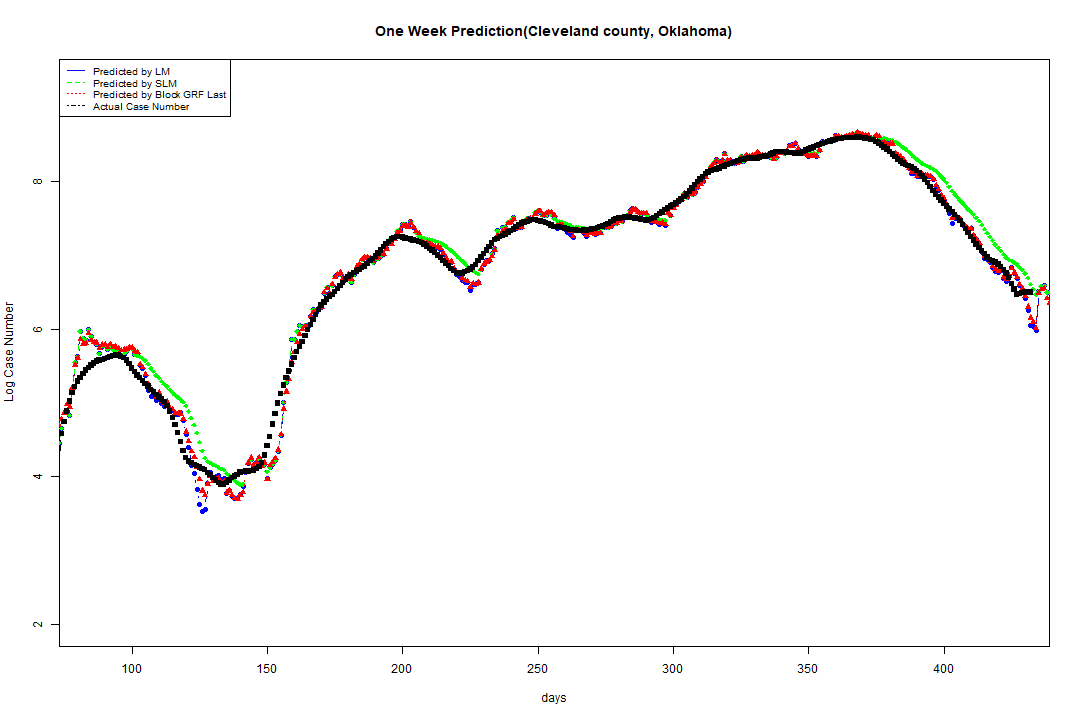 One Week Prediction(Cleveland county, Oklahoma)
Predicted by LM
Predicted by SLM
Predicted by Block GRF Last
Actual Case Number
8
6
4
2
Log Case Number
100 150 200 250 300 350 400
days